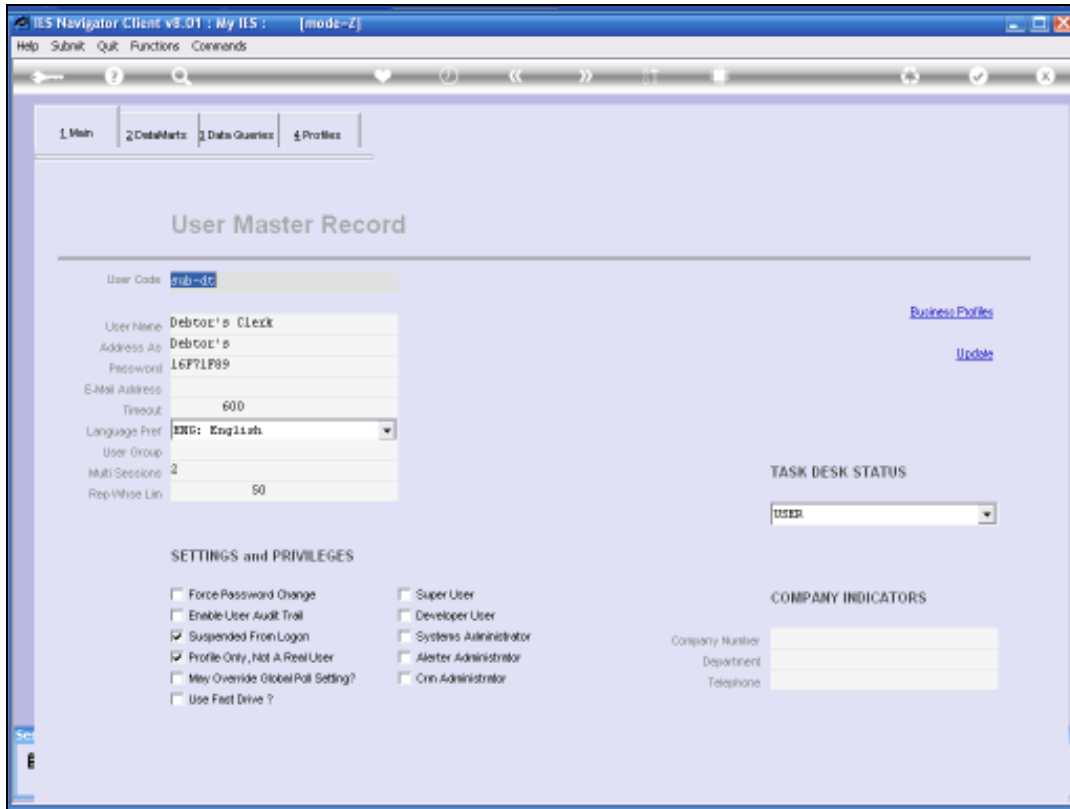 IES Navigator Client v8.01 : My IES : [mode-Z]
Help Submit Quit Functions Commands
1 Main 2 DataMarts 3 Data Queries 4 Profiles
User Master Record
User Code sub-dt
Business Profiles
User Name Debtor's Clerk
Address As Debtor's
Update
Password 16F71F89
E-Mail Address
Timeout 600
Language Pref ENG: English
User Group
Multi Sessions 2
TASK DESK STATUS
Rep Whse Lim 50
USER
SETTINGS and PRIVILEGES
Force Password Change Super User
COMPANY INDICATORS
Enable User Audit Trail Developer User
Suspended From Logon Systems Administrator
Company Number
Profile Only, Not A Real User Alerter Administrator
Department
May Override Global Poll Setting? Crm Administrator
Telephone
Use Fast Drive ?